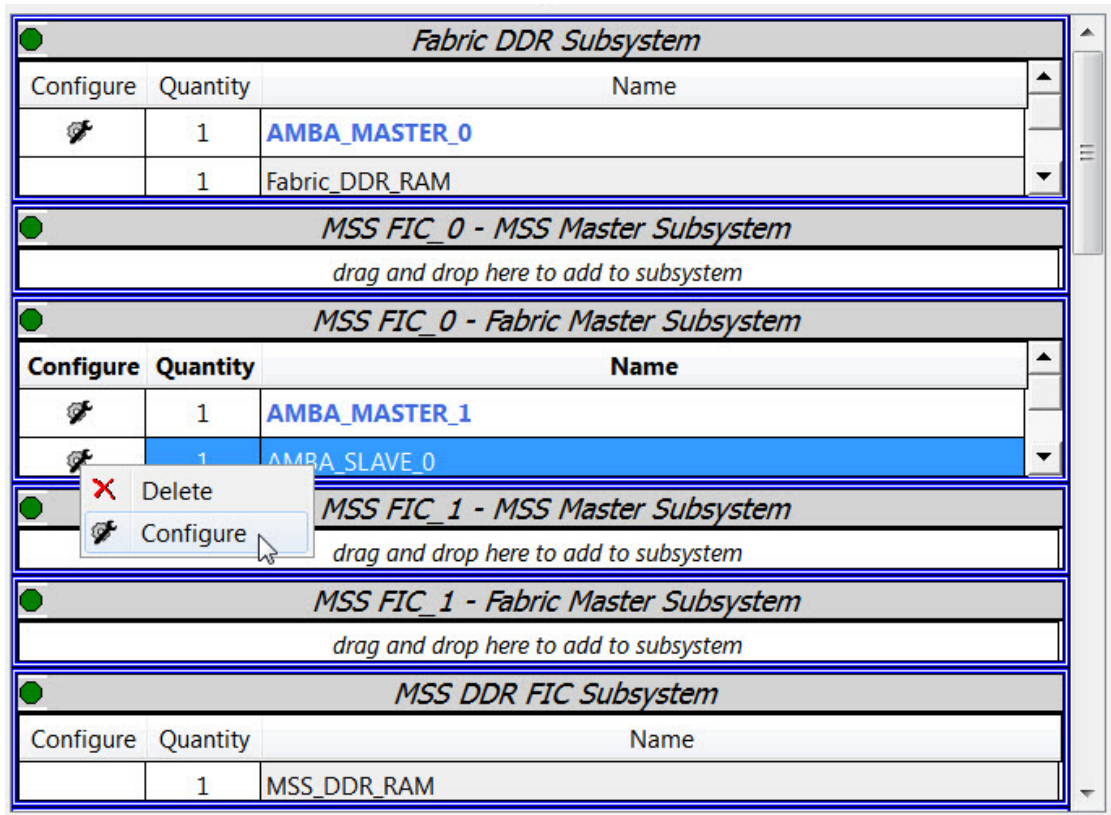 Fabric DDR Subsystem
Configure Quantity Name
1 AMBA_MASTER_0
1 Fabric_DDR_RAM
MSS FIC_0 - MSS Master Subsystem
drag and drop here to add to subsystem
MSS FIC_0 - Fabric Master Subsystem
Configure Quantity Name
1 AMBA_MASTER_1
1 AMBA_SLAVE_0
Delete
MSS FIC_1 - MSS Master Subsystem
Configure
drag and drop here to add to subsystem
MSS FIC_1 - Fabric Master Subsystem
drag and drop here to add to subsystem
MSS DDR FIC Subsystem
Configure Quantity Name
1 MSS_DDR_RAM